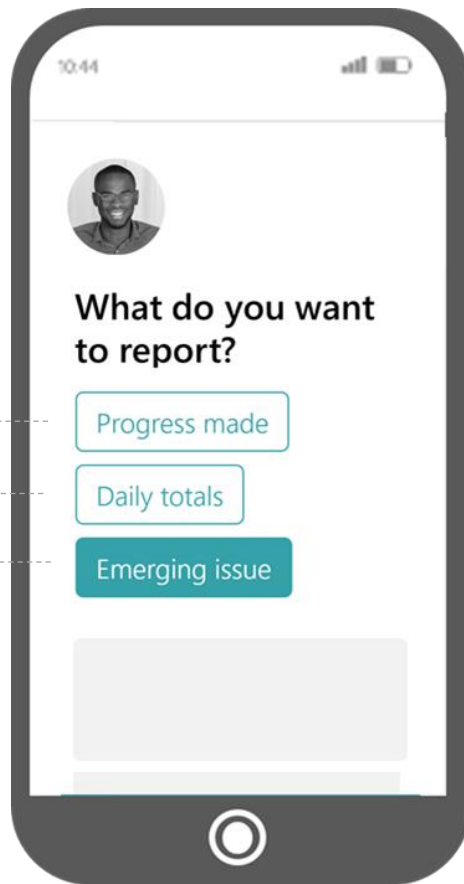 10:44
What do you want
to report?
Progress made
Daily totals
Emerging issue